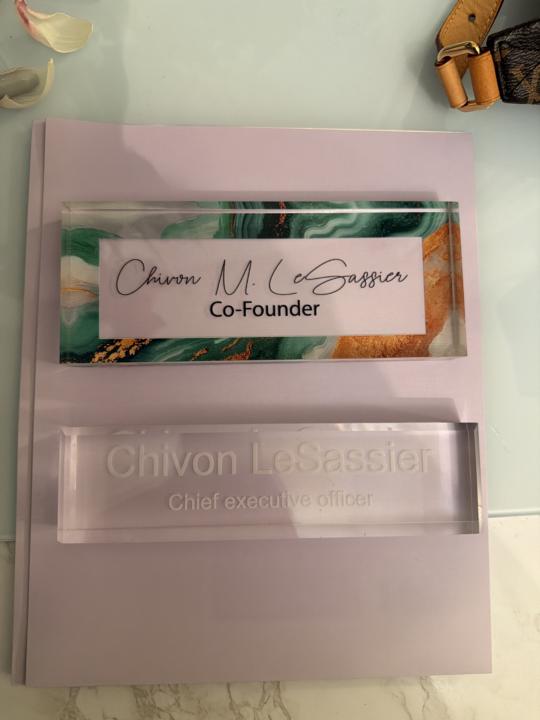 Chivon M. LeSassier
Co-Founder
Chivon LeSassier
Chief executive officer